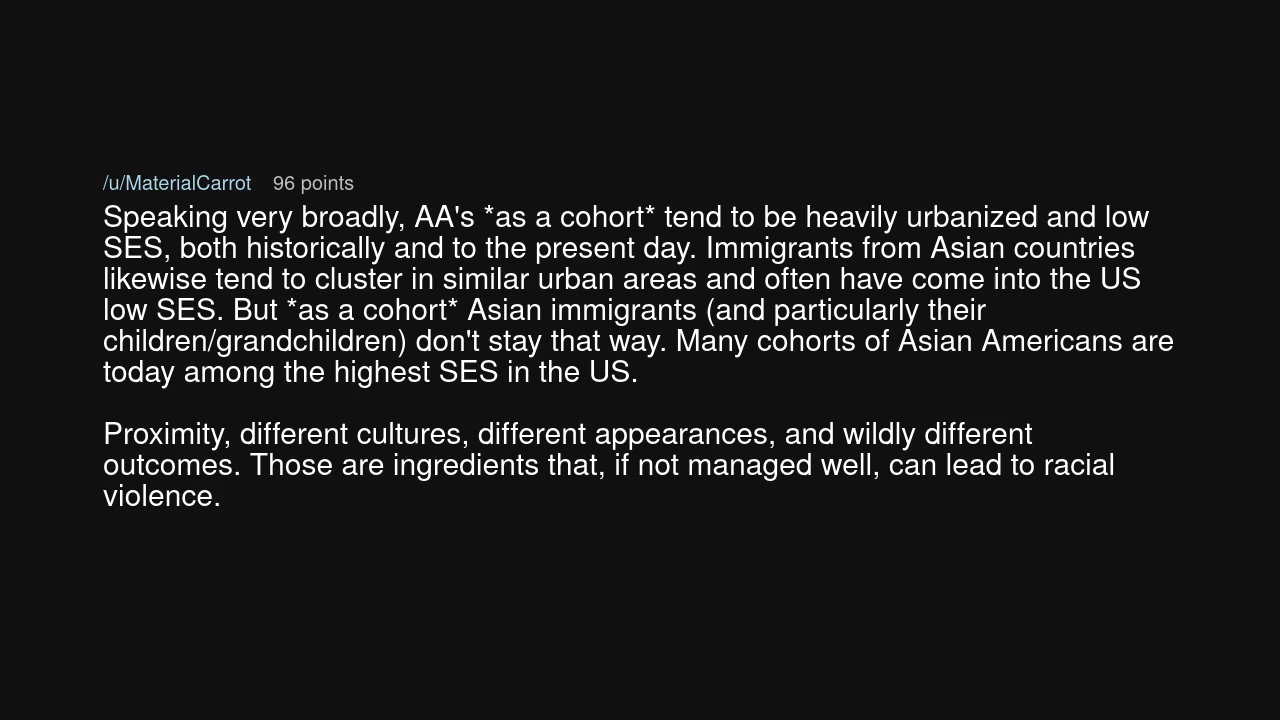 /u/MaterialCarrot 96 points
Speaking very broadly, AA's *as a cohort* tend to be heavily urbanized and low
SES, both historically and to the present day. Immigrants from Asian countries
likewise tend to cluster in similar urban areas and often have come into the US
low SES. But *as a cohort* Asian immigrants (and particularly their
children/grandchildren) don't stay that way. Many cohorts of Asian Americans are
today among the highest SES in the US.
Proximity, different cultures, different appearances, and wildly different
outcomes. Those are ingredients that, if not managed well, can lead to racial
violence.